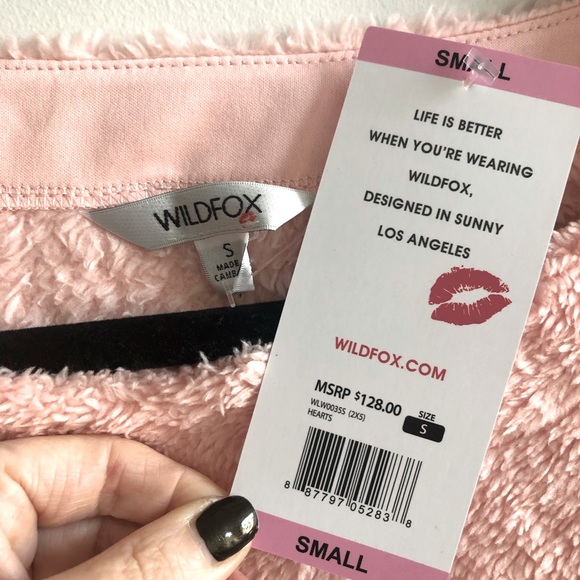 WILDFOX
S
MADE
SMALL
LIFE IS BETTER
WHEN YOU'RE WEARING
WILDFOX,
DESIGNED IN SUNNY
LOS ANGELES
WILDFOX.COM
MSRP $128.00
WLW0035S (2X5)
HEARTS
SIZE
S
8 87797 05283 8
SMALL